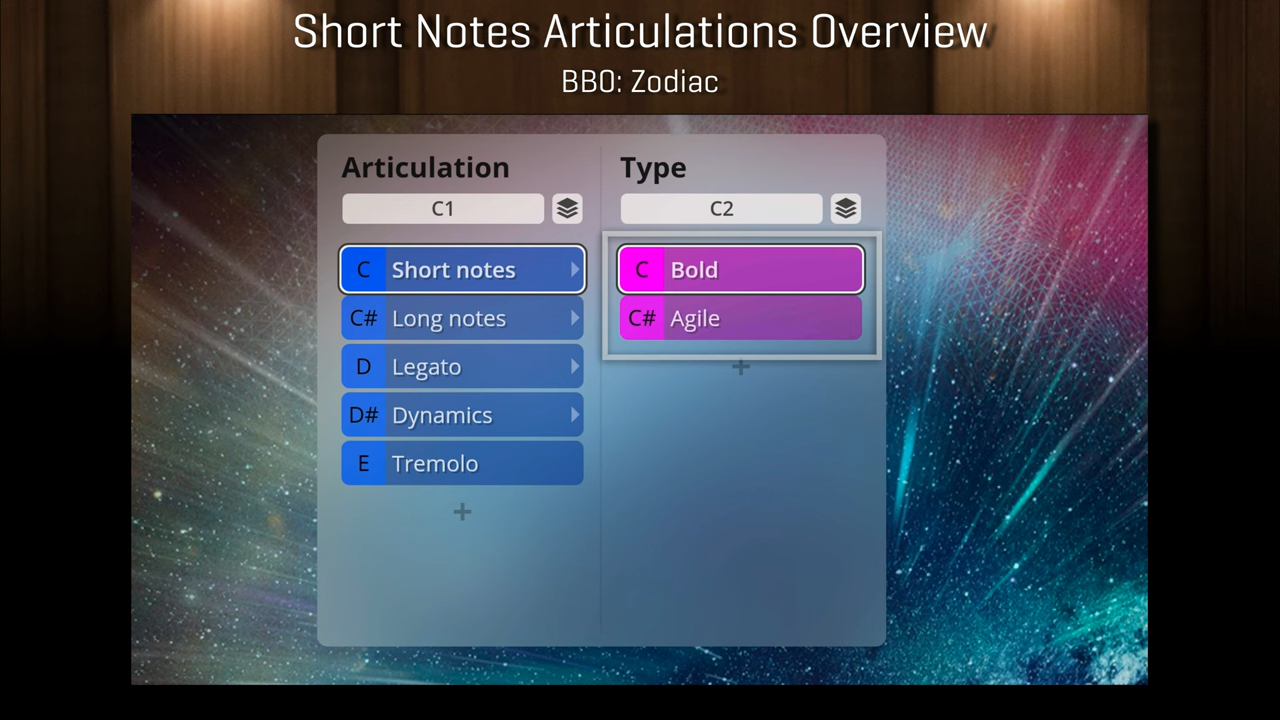 Short Notes Articulations Overview
BBO: Zodiac
Articulation
C1
C Short notes
C# Long notes
D Legato
D# Dynamics
E Tremolo
+
Type
C2
C Bold
C# Agile
+